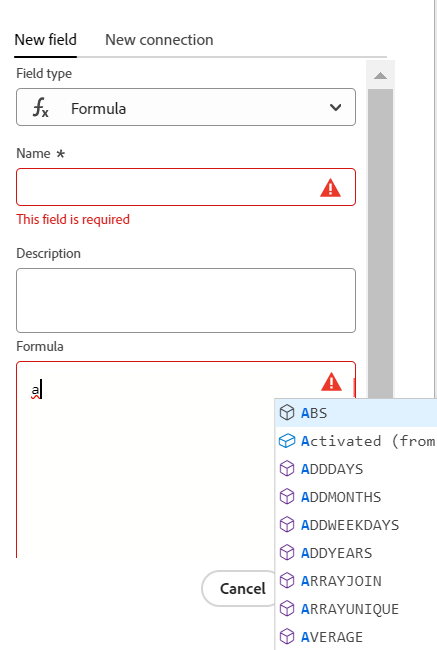 New field New connection
Field type
fx Formula
Name *
This field is required
Description
Formula
a
ABS
Activated (from
ADDDAYS
ADDMONTHS
ADDWEEKDAYS
ADDYEARS
ARRAYJOIN
Cancel
ARRAYUNIQUE
AVERAGE